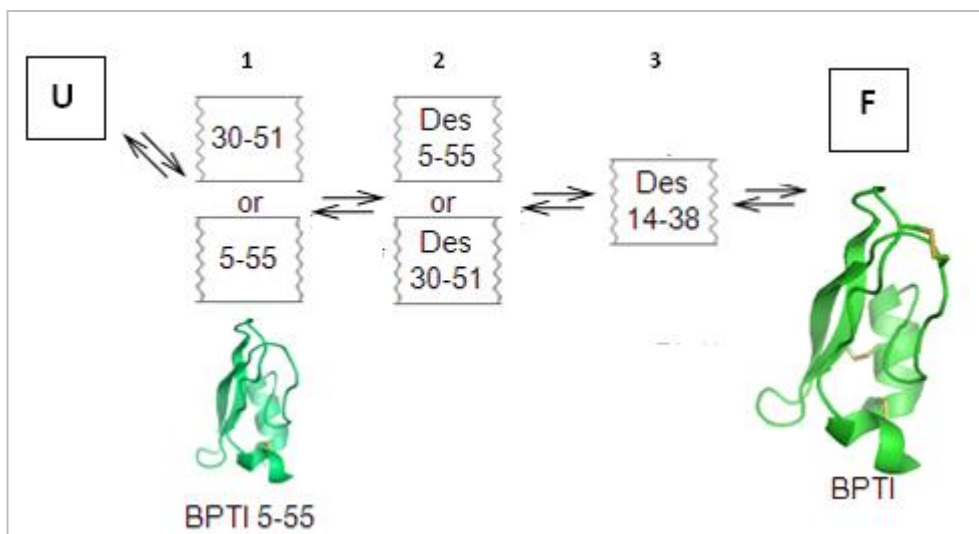 1 2 3
U
F
30-51
or
5-55
Des
5-55
or
Des
30-51
Des
14-38
BPTI 5-55
BPTI